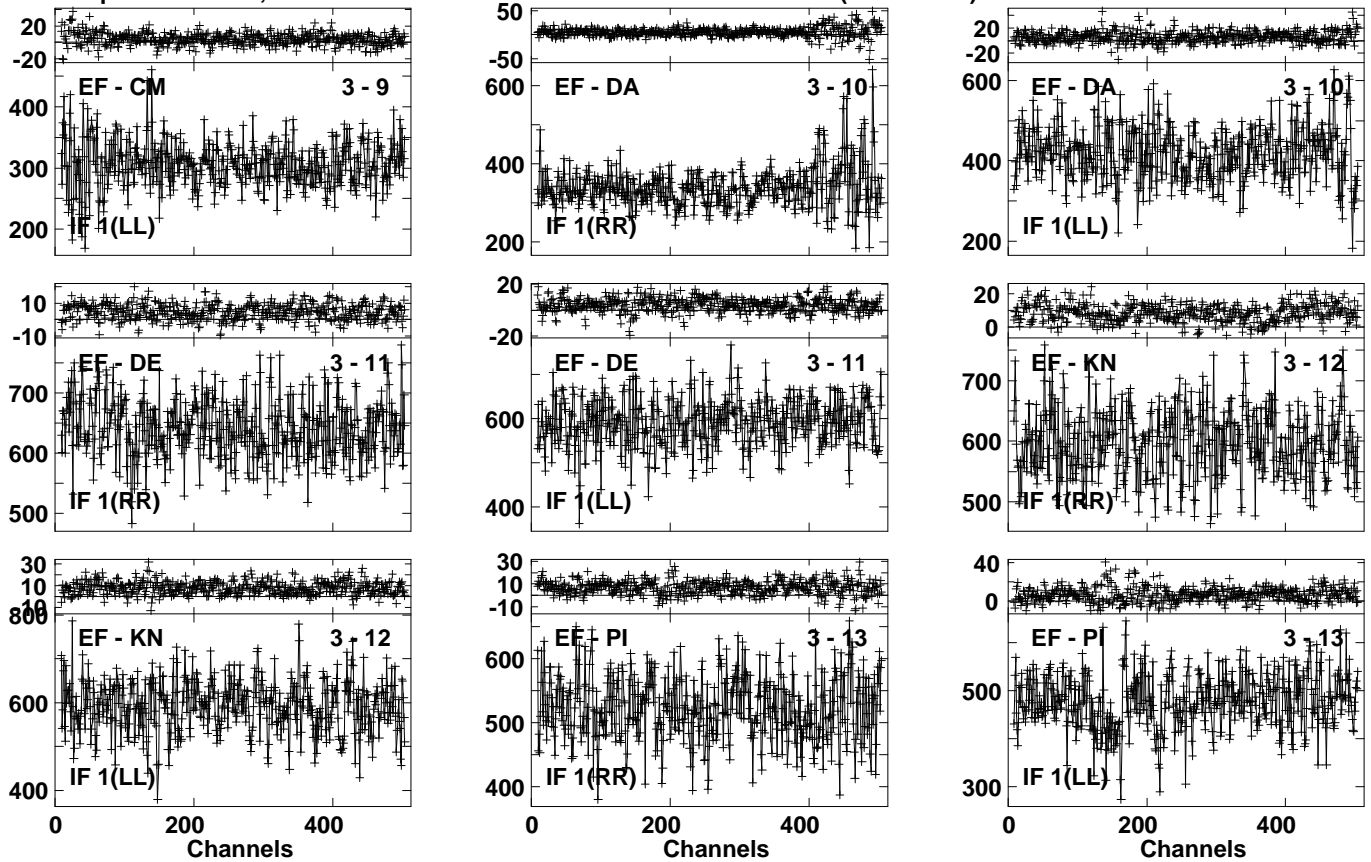 20
-20
EF - CM 3 - 9
400
300
200
IF 1(LL)
50
-50
EF - DA 3 - 10
600
400
200
IF 1(RR)
20
-20
EF - DA 3 - 10
600
400
200
IF 1(LL)
10
-10
EF - DE 3 - 11
700
600
500
IF 1(RR)
20
-20
EF - DE 3 - 11
600
400
IF 1(LL)
20
0
EF - KN 3 - 12
700
600
500
IF 1(RR)
30
10
-10
800
EF - KN 3 - 12
600
400
IF 1(LL)
0 200 400
Channels
30
10
-10
EF - PI 3 - 13
600
500
400
IF 1(RR)
0 200 400
Channels
40
0
EF - PI 3 - 13
500
300
IF 1(LL)
0 200 400
Channels